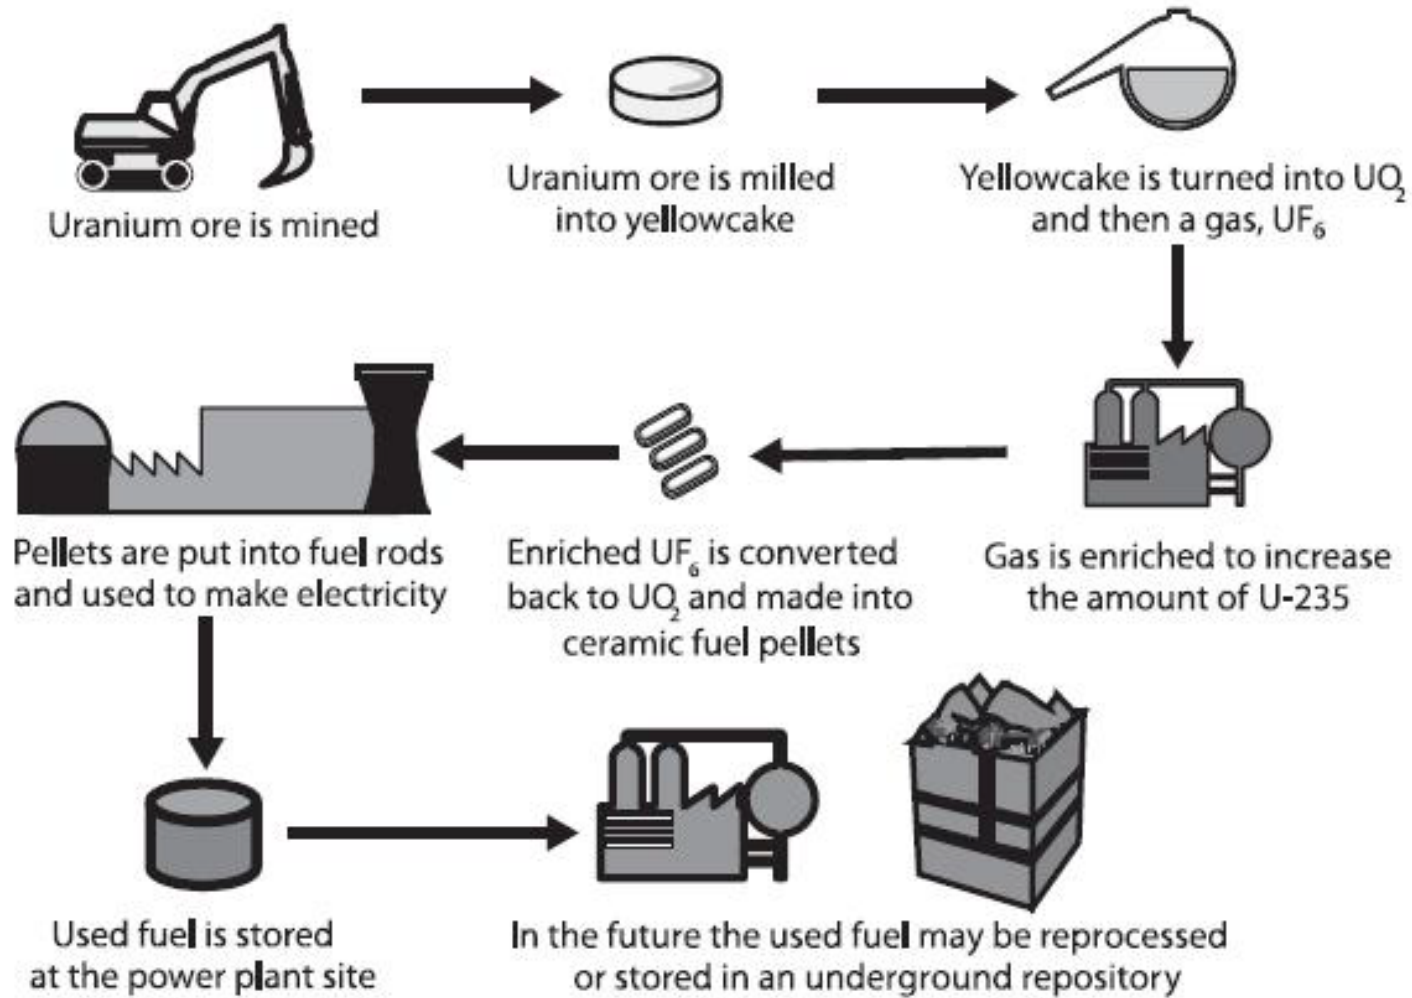 Uranium ore is mined
Uranium ore is milled
into yellowcake
Yellowcake is turned into UO₂
and then a gas, UF₆
Gas is enriched to increase
the amount of U-235
Enriched UF₆ is converted
back to UO₂ and made into
ceramic fuel pellets
Pellets are put into fuel rods
and used to make electricity
Used fuel is stored
at the power plant site
In the future the used fuel may be reprocessed
or stored in an underground repository